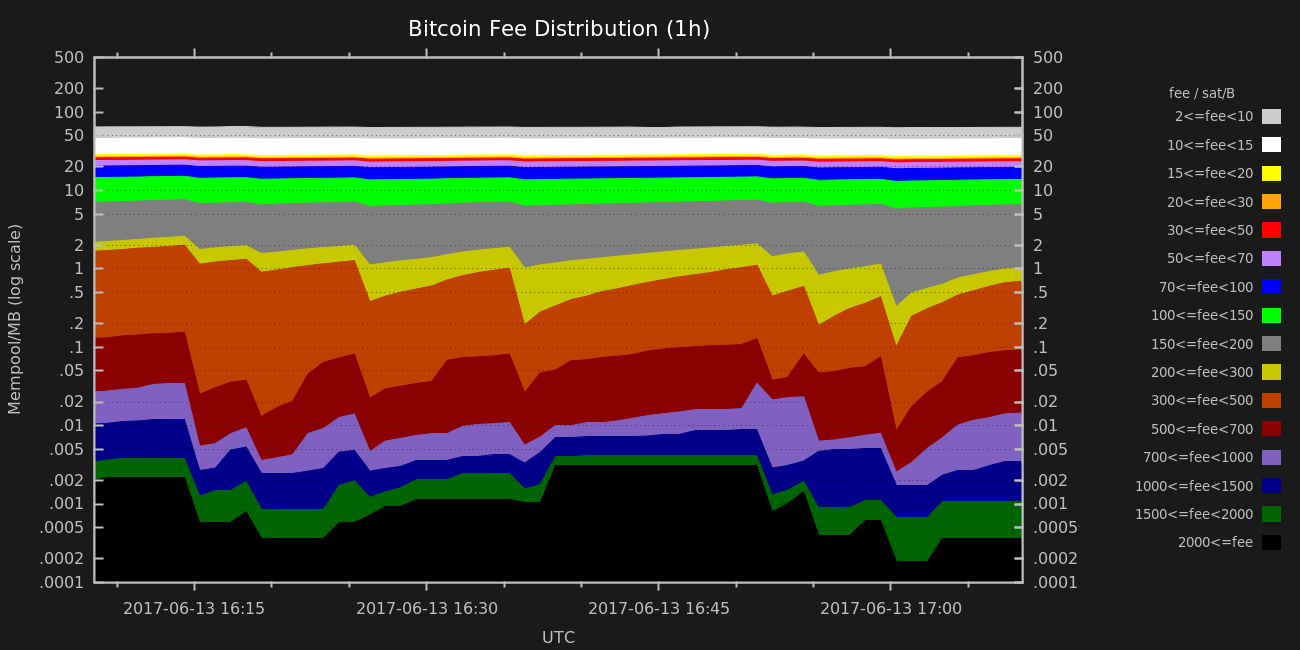 Bitcoin Fee Distribution (1h)
500
200
100
50
20
10
5
2
1
.5
.2
.1
.05
.02
.01
.005
.002
.001
.0005
.0002
.0001
Mempool/MB (log scale)
500
200
100
50
20
10
5
2
1
.5
.2
.1
.05
.02
.01
.005
.002
.001
.0005
.0002
.0001
2017-06-13 16:15
2017-06-13 16:30
2017-06-13 16:45
2017-06-13 17:00
UTC
fee / sat/B
2<=fee<10
10<=fee<15
15<=fee<20
20<=fee<30
30<=fee<50
50<=fee<70
70<=fee<100
100<=fee<150
150<=fee<200
200<=fee<300
300<=fee<500
500<=fee<700
700<=fee<1000
1000<=fee<1500
1500<=fee<2000
2000<=fee